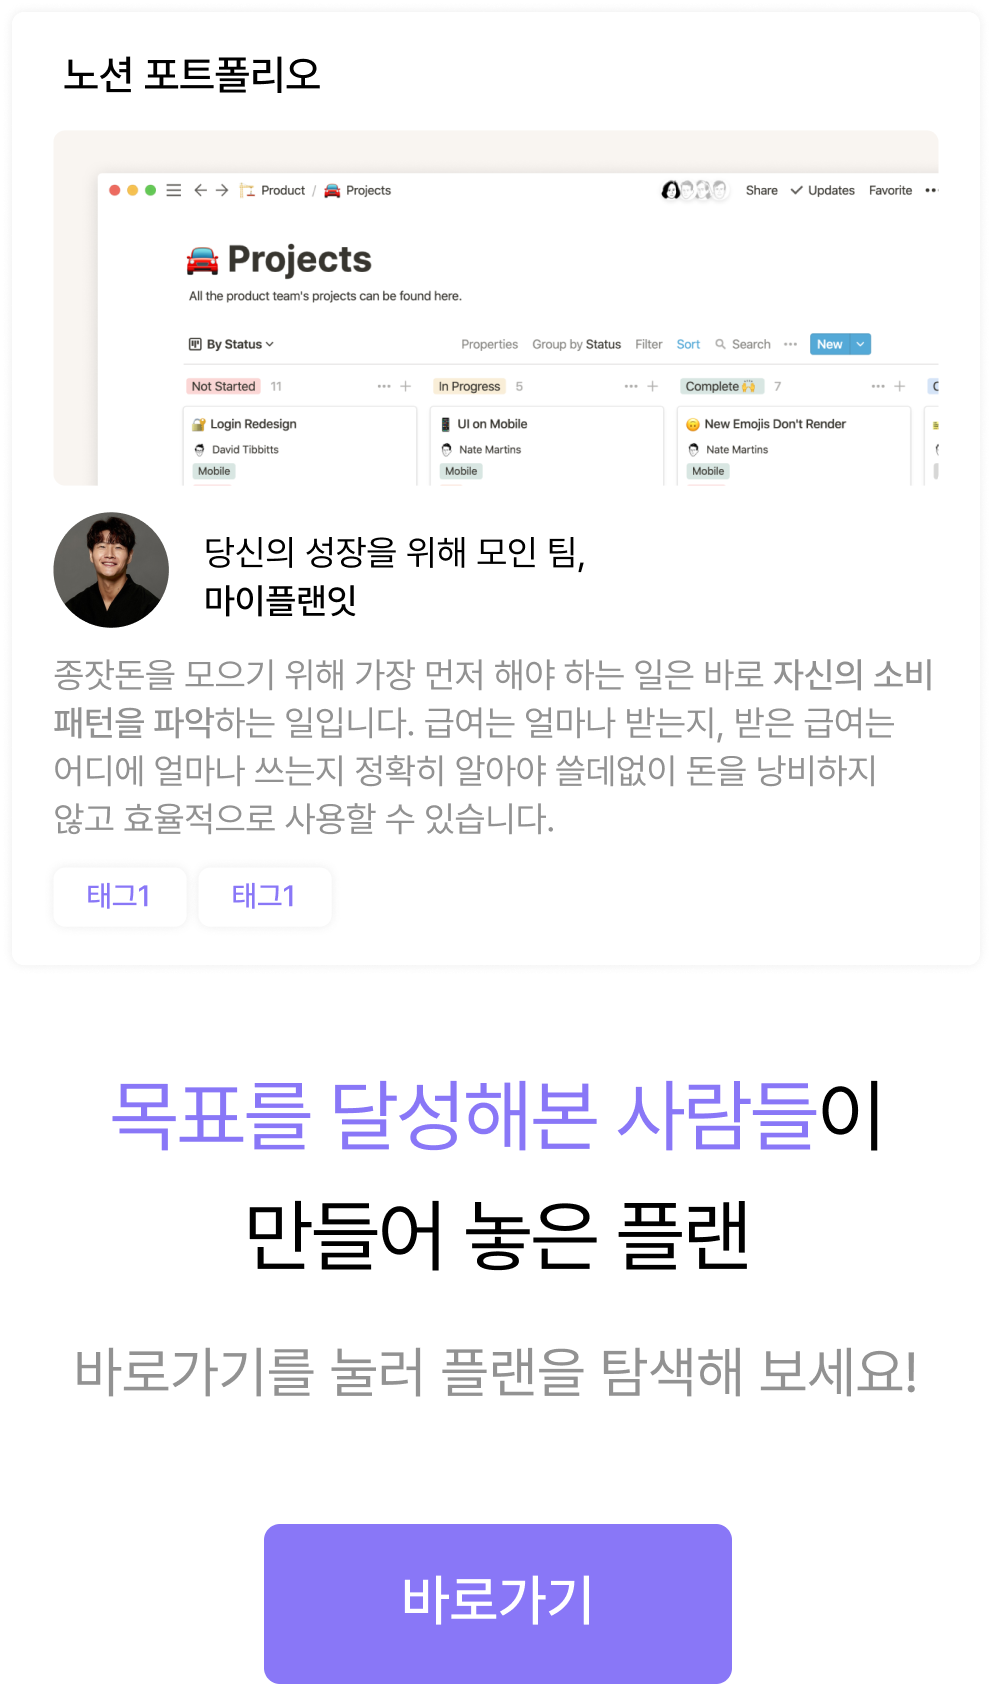 노션 포트폴리오
Product / Projects Share Updates Favorite
Projects
All the product team's projects can be found here.
By Status Properties Group by Status Filter Sort Search New
Not Started 11 In Progress 5 Complete 7
Login Redesign UI on Mobile New Emojis Don't Render
David Tibbitts Nate Martins Nate Martins
Mobile Mobile Mobile
당신의 성장을 위해 모인 팀,
마이플랜잇
종잣돈을 모으기 위해 가장 먼저 해야 하는 일은 바로 자신의 소비
패턴을 파악하는 일입니다. 급여는 얼마나 받는지, 받은 급여는
어디에 얼마나 쓰는지 정확히 알아야 쓸데없이 돈을 낭비하지
않고 효율적으로 사용할 수 있습니다.
태그1 태그1
목표를 달성해본 사람들이
만들어 놓은 플랜
바로가기를 눌러 플랜을 탐색해 보세요!
바로가기